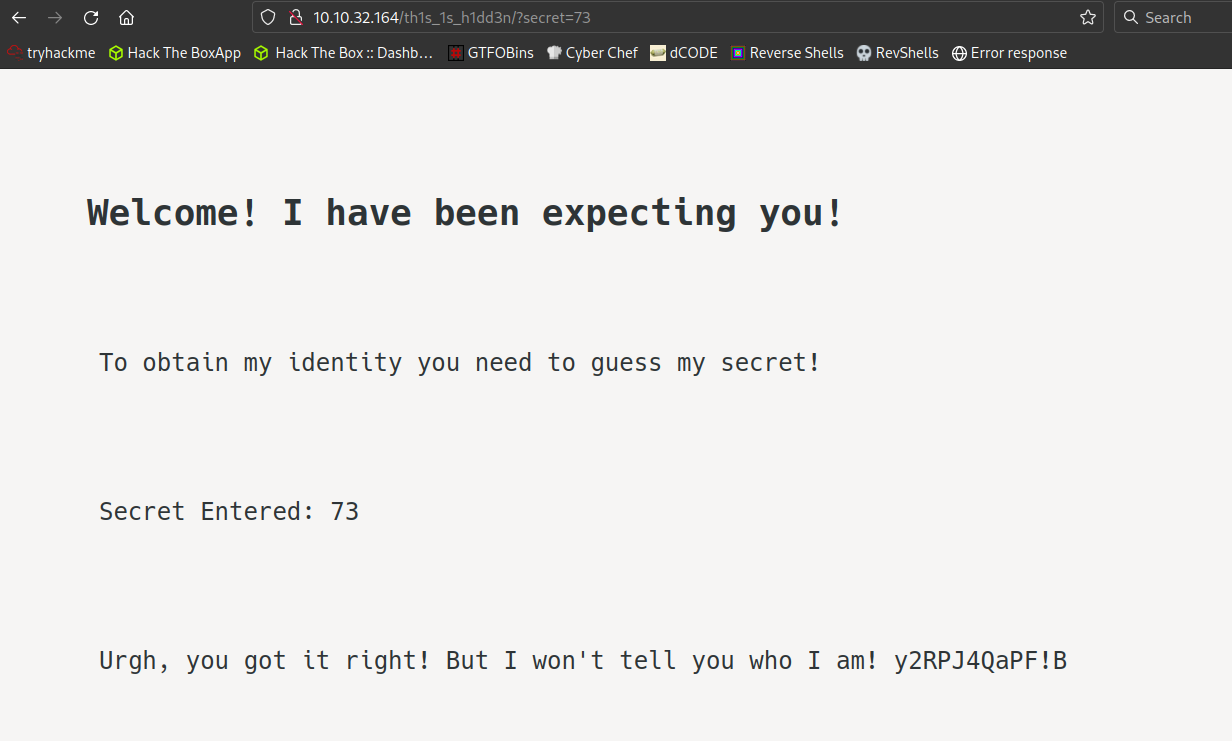 10.10.32.164/th1s_1s_h1dd3n/?secret=73
Search
tryhackme Hack The BoxApp Hack The Box :: Dashb… GTFOBins Cyber Chef dCODE Reverse Shells RevShells Error response
Welcome! I have been expecting you!
To obtain my identity you need to guess my secret!
Secret Entered: 73
Urgh, you got it right! But I won't tell you who I am! y2RPJ4QaPF!B